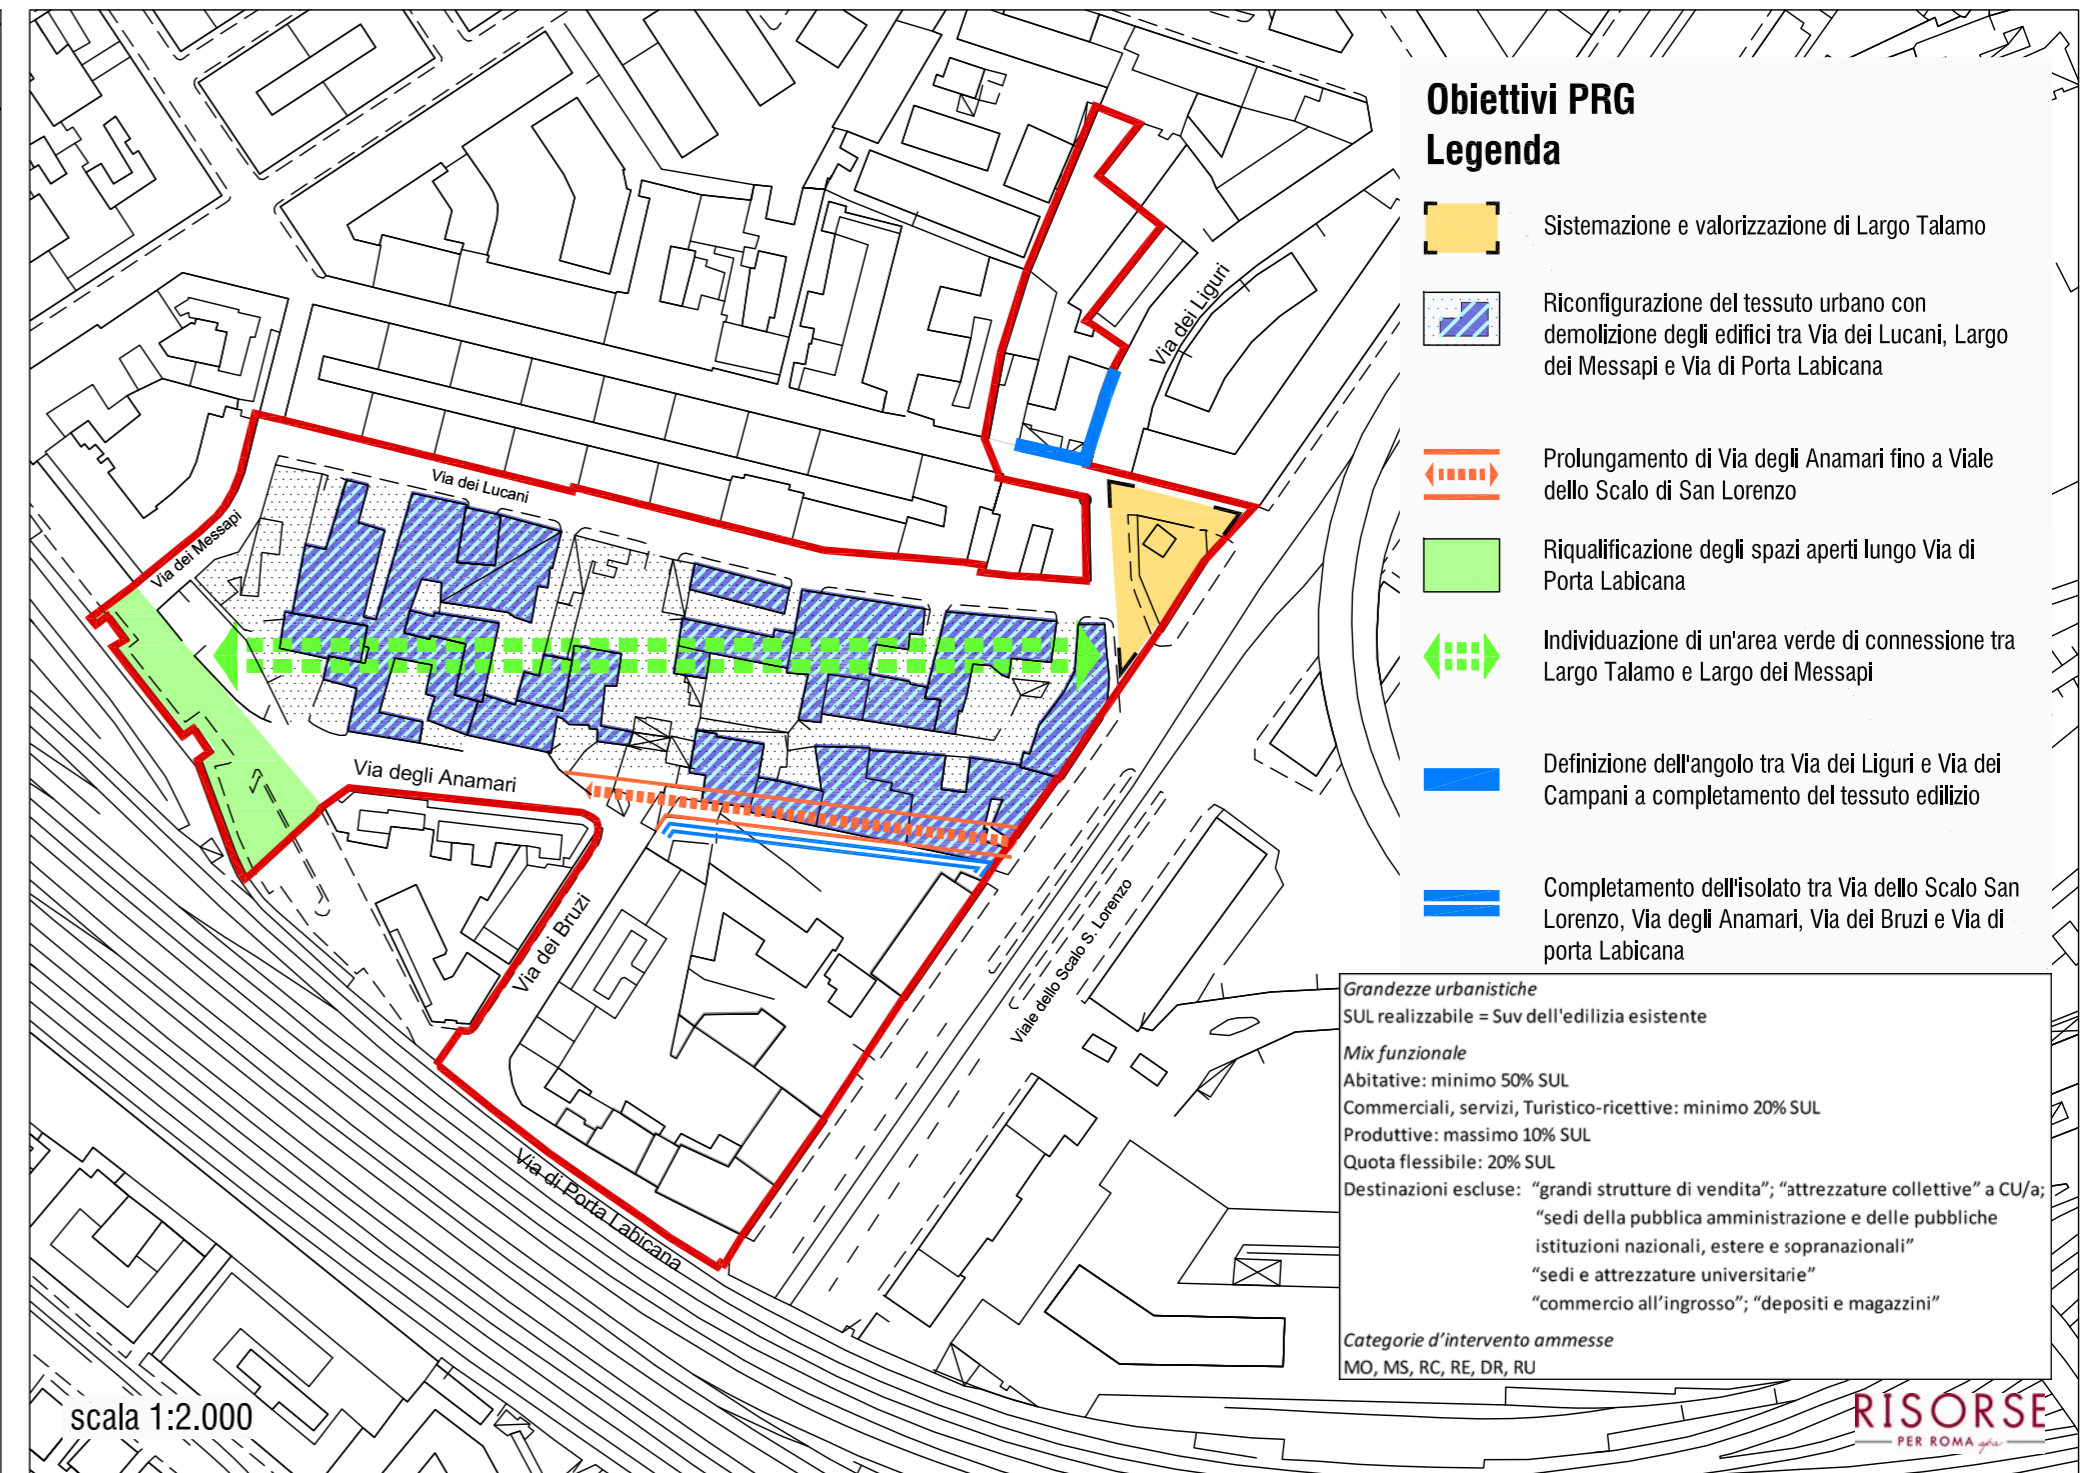 Obiettivi PRG
Legenda
Sistemazione e valorizzazione di Largo Talamo
Riconfigurazione del tessuto urbano con
demolizione degli edifici tra Via dei Lucani, Largo
dei Messapi e Via di Porta Labicana
Prolungamento di Via degli Anamari fino a Viale
dello Scalo di San Lorenzo
Riqualificazione degli spazi aperti lungo Via di
Porta Labicana
Individuazione di un'area verde di connessione tra
Largo Talamo e Largo dei Messapi
Definizione dell'angolo tra Via dei Liguri e Via dei
Campani a completamento del tessuto edilizio
Completamento dell'isolato tra Via dello Scalo San
Lorenzo, Via degli Anamari, Via dei Bruzi e Via di
porta Labicana
Grandezze urbanistiche
SUL realizzabile = Suv dell'edilizia esistente
Mix funzionale
Abitative: minimo 50% SUL
Commerciali, servizi, Turistico-ricettive: minimo 20% SUL
Produttive: massimo 10% SUL
Quota flessibile: 20% SUL
Destinazioni escluse: “grandi strutture di vendita”; “attrezzature collettive” a CU/a;
“sedi della pubblica amministrazione e delle pubbliche
istituzioni nazionali, estere e sopranazionali”
“sedi e attrezzature universitarie”
“commercio all’ingrosso”; “depositi e magazzini”
Categorie d’intervento ammesse
MO, MS, RC, RE, DR, RU
Via dei Liguri
Via dei Lucani
Via dei Messapi
Via degli Anamari
Via dei Bruzi
Viale dello Scalo S. Lorenzo
Via di Porta Labicana
scala 1:2.000
RISORSE
PER ROMA spa